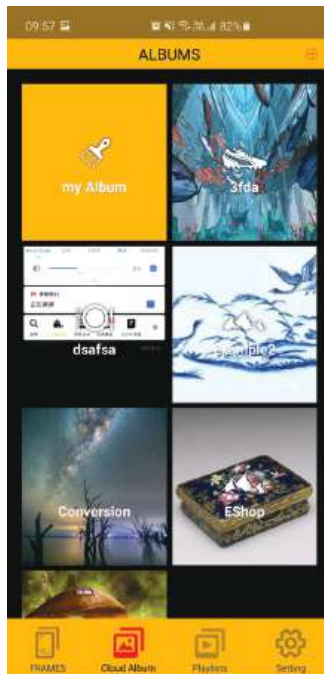 09:57
82%
ALBUMS
my Album
3fda
dsafsa
Conversion
EShop
FRAMES
Cloud Album
Playlists
Setting